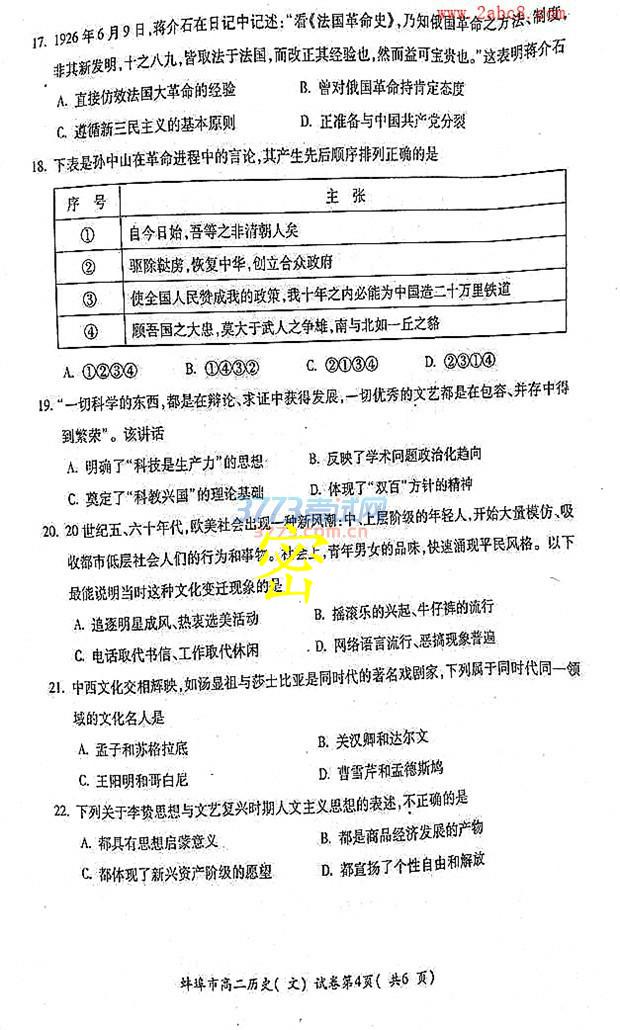 www.2abc8.com
17. 1926年6月9日,蒋介石在日记中记述:“看《法国革命史》,乃知俄国革命之方法、制度,
非其新发明,十之八九,皆取法于法国,而改正其经验也,然而益可宝贵也。”这表明蒋介石
A. 直接仿效法国大革命的经验 B. 曾对俄国革命持肯定态度
C. 遵循新三民主义的基本原则 D. 正准备与中国共产党分裂
18. 下表是孙中山在革命进程中的言论,其产生先后顺序排列正确的是
序 号 主 张
① 自今日始,吾等之非清朝人矣
② 驱除鞑虏,恢复中华,创立合众政府
③ 使全国人民赞成我的政策,我十年之内必能为中国造二十万里铁道
④ 顾吾国之大患,莫大于武人之争雄,南与北如一丘之貉
A. ①②③④ B. ①④③② C. ②①③④ D. ②③①④
19. “一切科学的东西,都是在辩论、求证中获得发展,一切优秀的文艺都是在包容、并存中得
到繁荣”。该讲话
A. 明确了“科技是生产力”的思想 B. 反映了学术问题政治化趋向
C. 奠定了“科教兴国”的理论基础 D. 体现了“双百”方针的精神
3773考试网
3773.com.cn
20. 20世纪五、六十年代,欧美社会出现一种新风潮:中、上层阶级的年轻人,开始大量模仿、吸
收都市低层社会人们的行为和事物。社会上,青年男女的品味,快速涌现平民风格。以下
密
最能说明当时这种文化变迁现象的是
A. 追逐明星成风、热衷选美活动 B. 摇滚乐的兴起、牛仔裤的流行
C. 电话取代书信、工作取代休闲 D. 网络语言流行、恶搞现象普遍
21. 中西文化交相辉映,如汤显祖与莎士比亚是同时代的著名戏剧家,下列属于同时代同一领
域的文化名人是
A. 孟子和苏格拉底 B. 关汉卿和达尔文
C. 王阳明和哥白尼 D. 曹雪芹和孟德斯鸠
22. 下列关于李贽思想与文艺复兴时期人文主义思想的表述,不正确的是
A. 都具有思想启蒙意义 B. 都是商品经济发展的产物
C. 都体现了新兴资产阶级的愿望 D. 都宣扬了个性自由和解放
蚌埠市高二历史(文)试卷第4页(共6页)